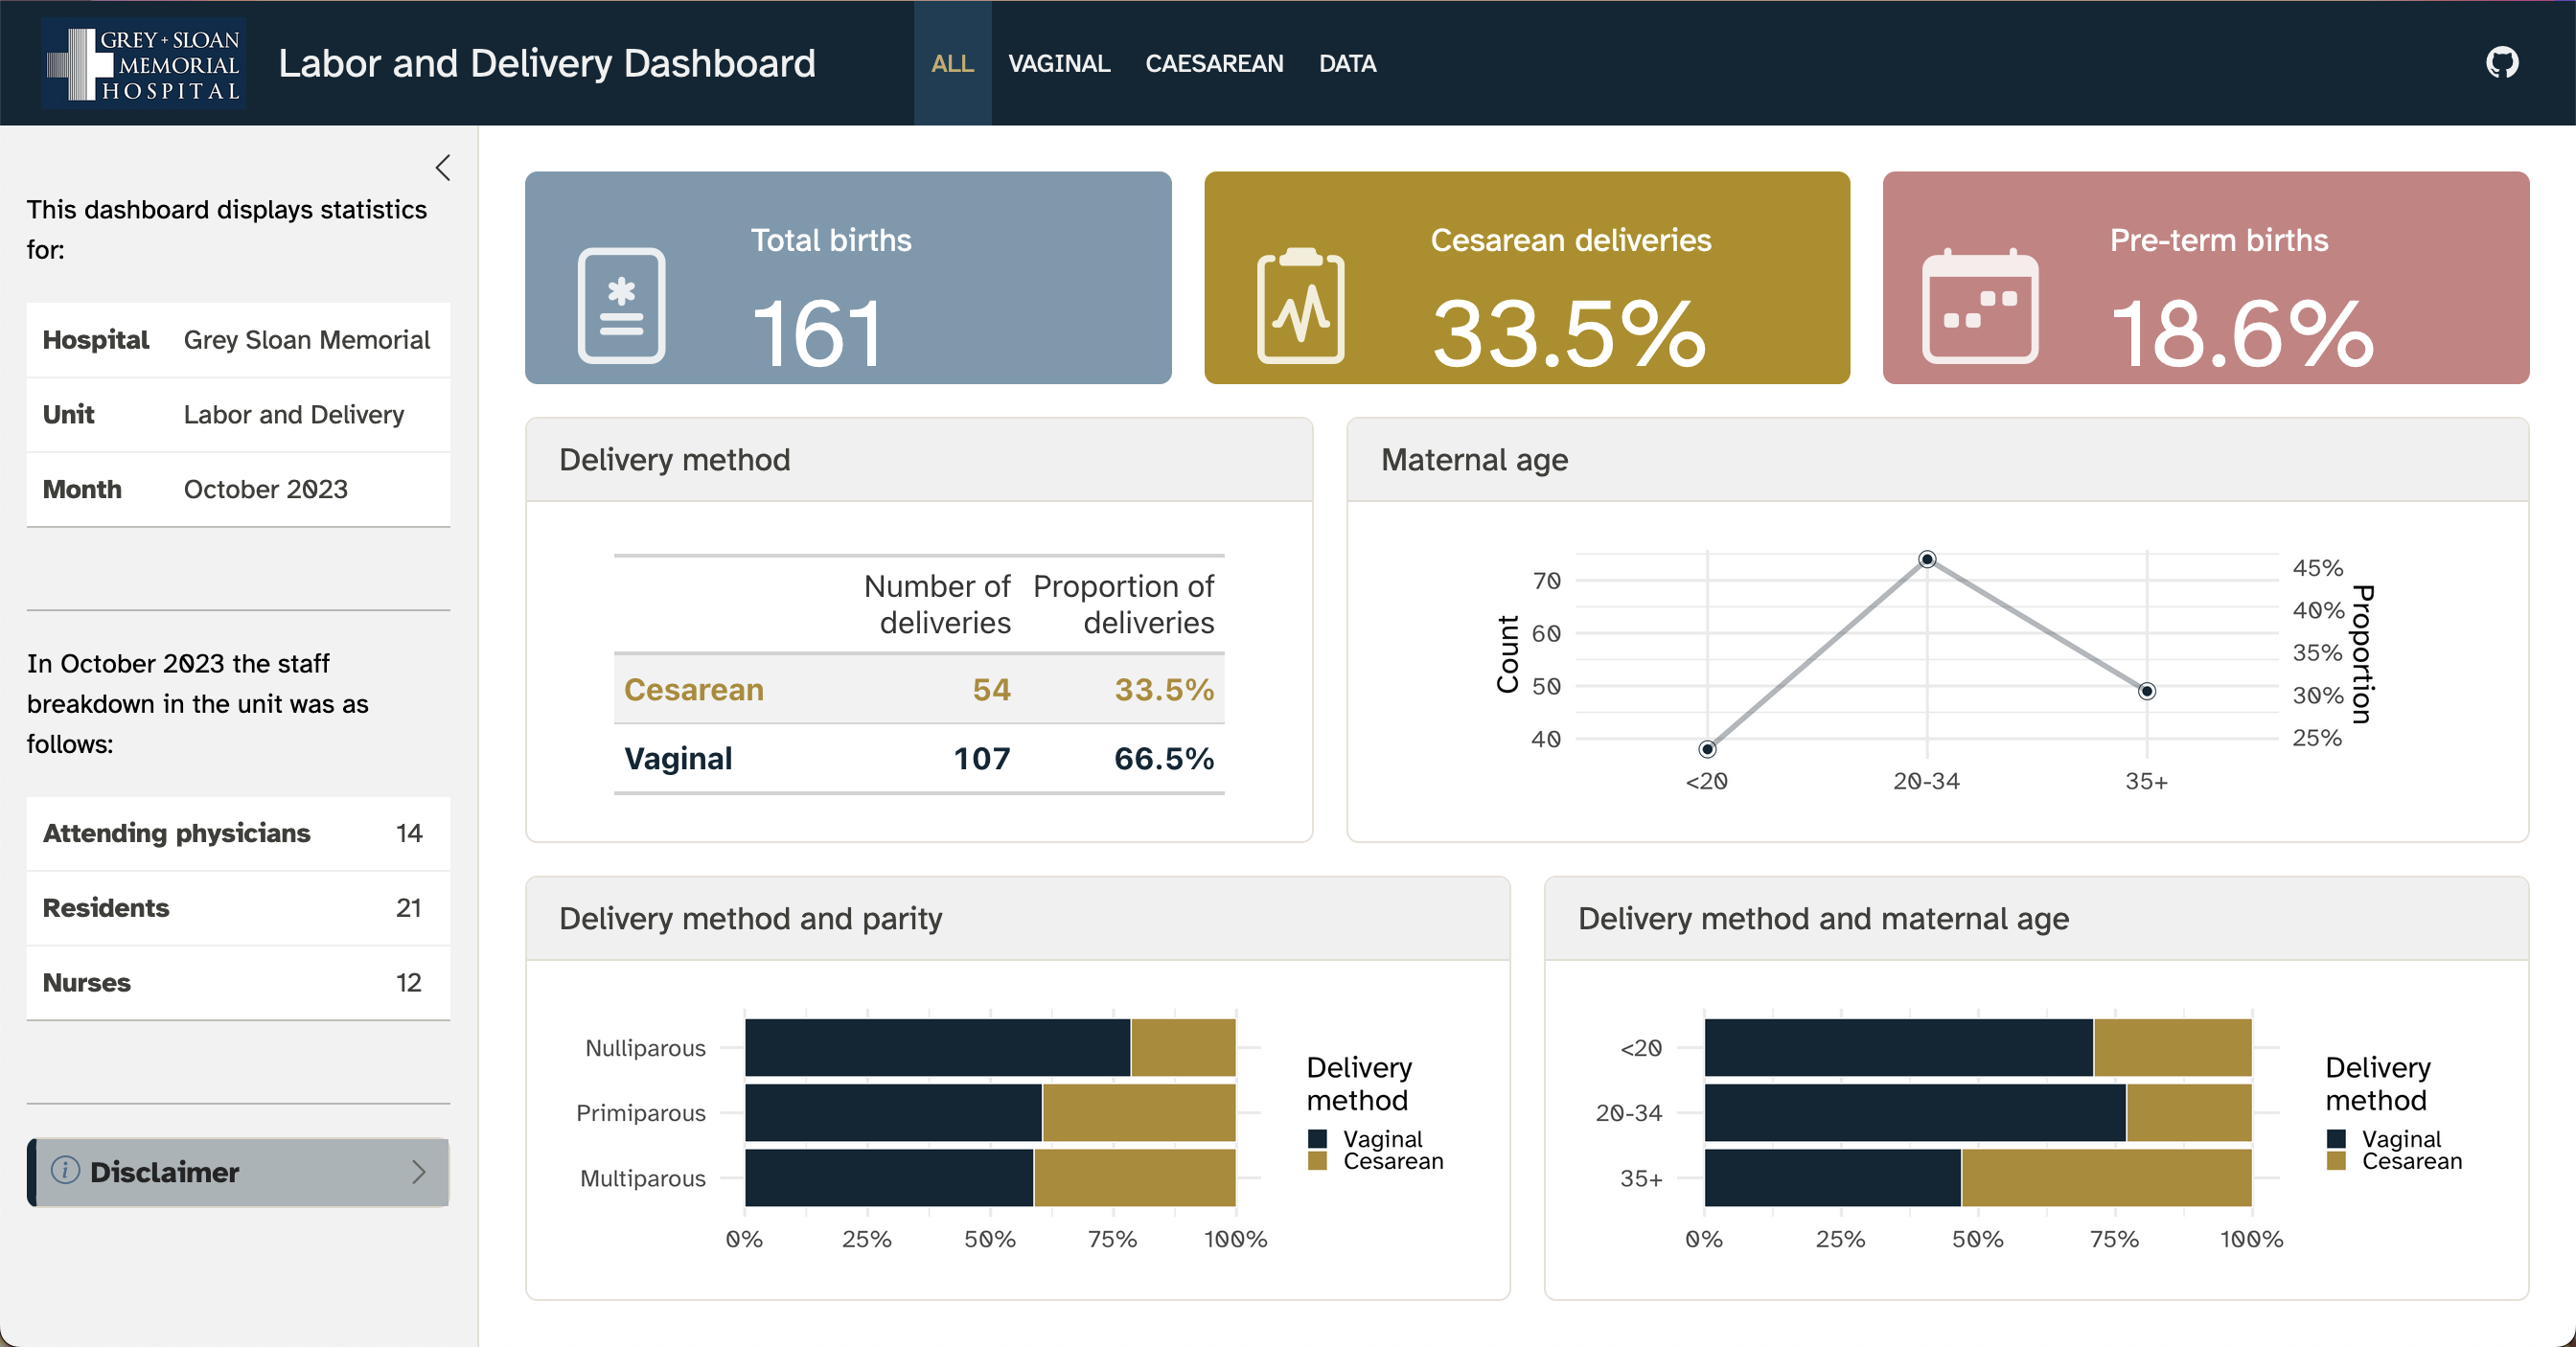 GREY + SLOAN
MEMORIAL
HOSPITAL
Labor and Delivery Dashboard
ALL
VAGINAL
CAESAREAN
DATA
This dashboard displays statistics
for:
Hospital Grey Sloan Memorial
Unit Labor and Delivery
Month October 2023
In October 2023 the staff
breakdown in the unit was as
follows:
Attending physicians 14
Residents 21
Nurses 12
Disclaimer
Total births
161
Cesarean deliveries
33.5%
Pre-term births
18.6%
Delivery method
Number of Proportion of
deliveries deliveries
Cesarean 54 33.5%
Vaginal 107 66.5%
Maternal age
Count
70
60
50
40
45%
40%
35%
30%
25%
Proportion
<20 20-34 35+
Delivery method and parity
Nulliparous
Primiparous
Multiparous
0% 25% 50% 75% 100%
Delivery
method
Vaginal
Cesarean
Delivery method and maternal age
<20
20-34
35+
0% 25% 50% 75% 100%
Delivery
method
Vaginal
Cesarean